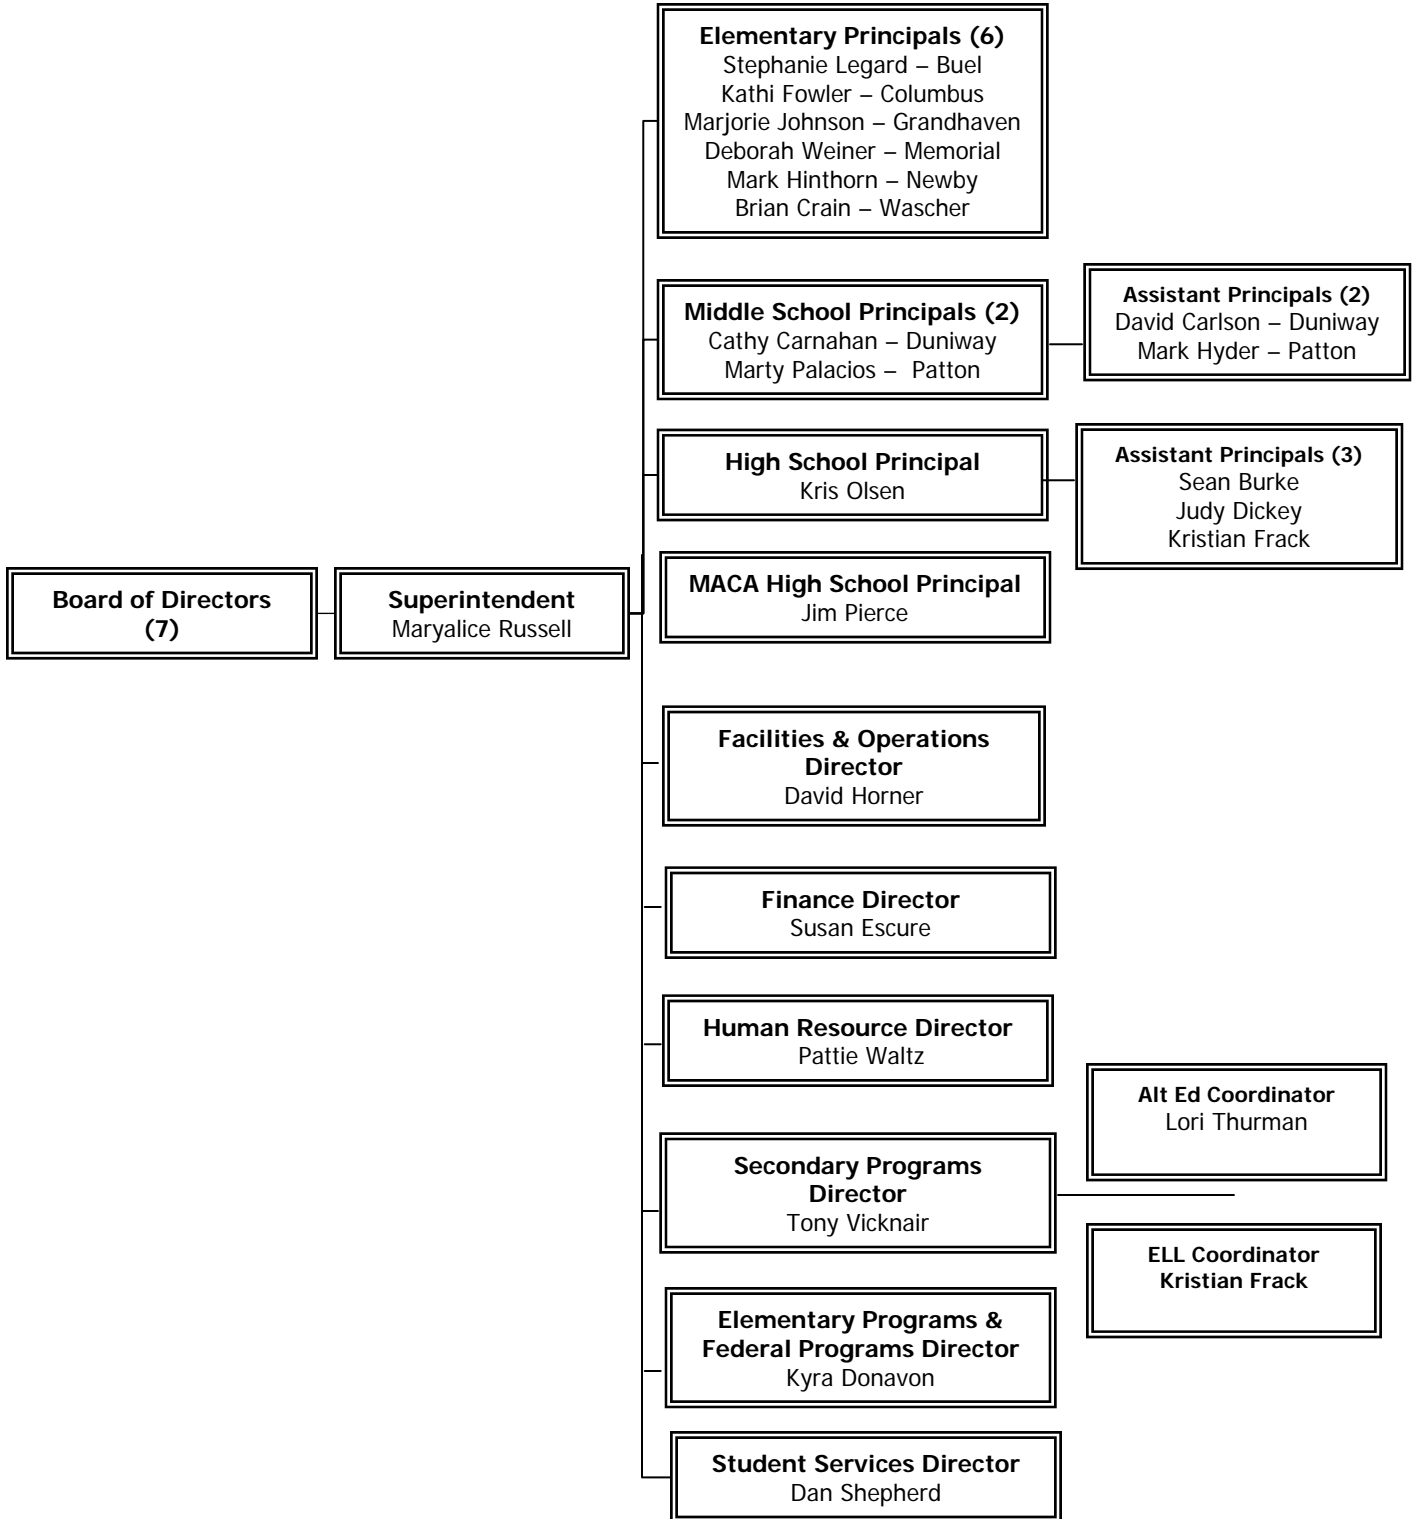 Elementary Principals (6)
Stephanie Legard – Buel
Kathi Fowler – Columbus
Marjorie Johnson – Grandhaven
Deborah Weiner – Memorial
Mark Hinthorn – Newby
Brian Crain – Wascher
Middle School Principals (2)
Cathy Carnahan – Duniway
Marty Palacios –  Patton
Assistant Principals (2)
David Carlson – Duniway
Mark Hyder – Patton
High School Principal
Kris Olsen
Assistant Principals (3)
Sean Burke
Judy Dickey
Kristian Frack
MACA High School Principal
Jim Pierce
Board of Directors
(7)
Superintendent
Maryalice Russell
Facilities & Operations
Director
David Horner
Finance Director
Susan Escure
Human Resource Director
Pattie Waltz
Alt Ed Coordinator
Lori Thurman
Secondary Programs
Director
Tony Vicknair
ELL Coordinator
Kristian Frack
Elementary Programs &
Federal Programs Director
Kyra Donavon
Student Services Director
Dan Shepherd